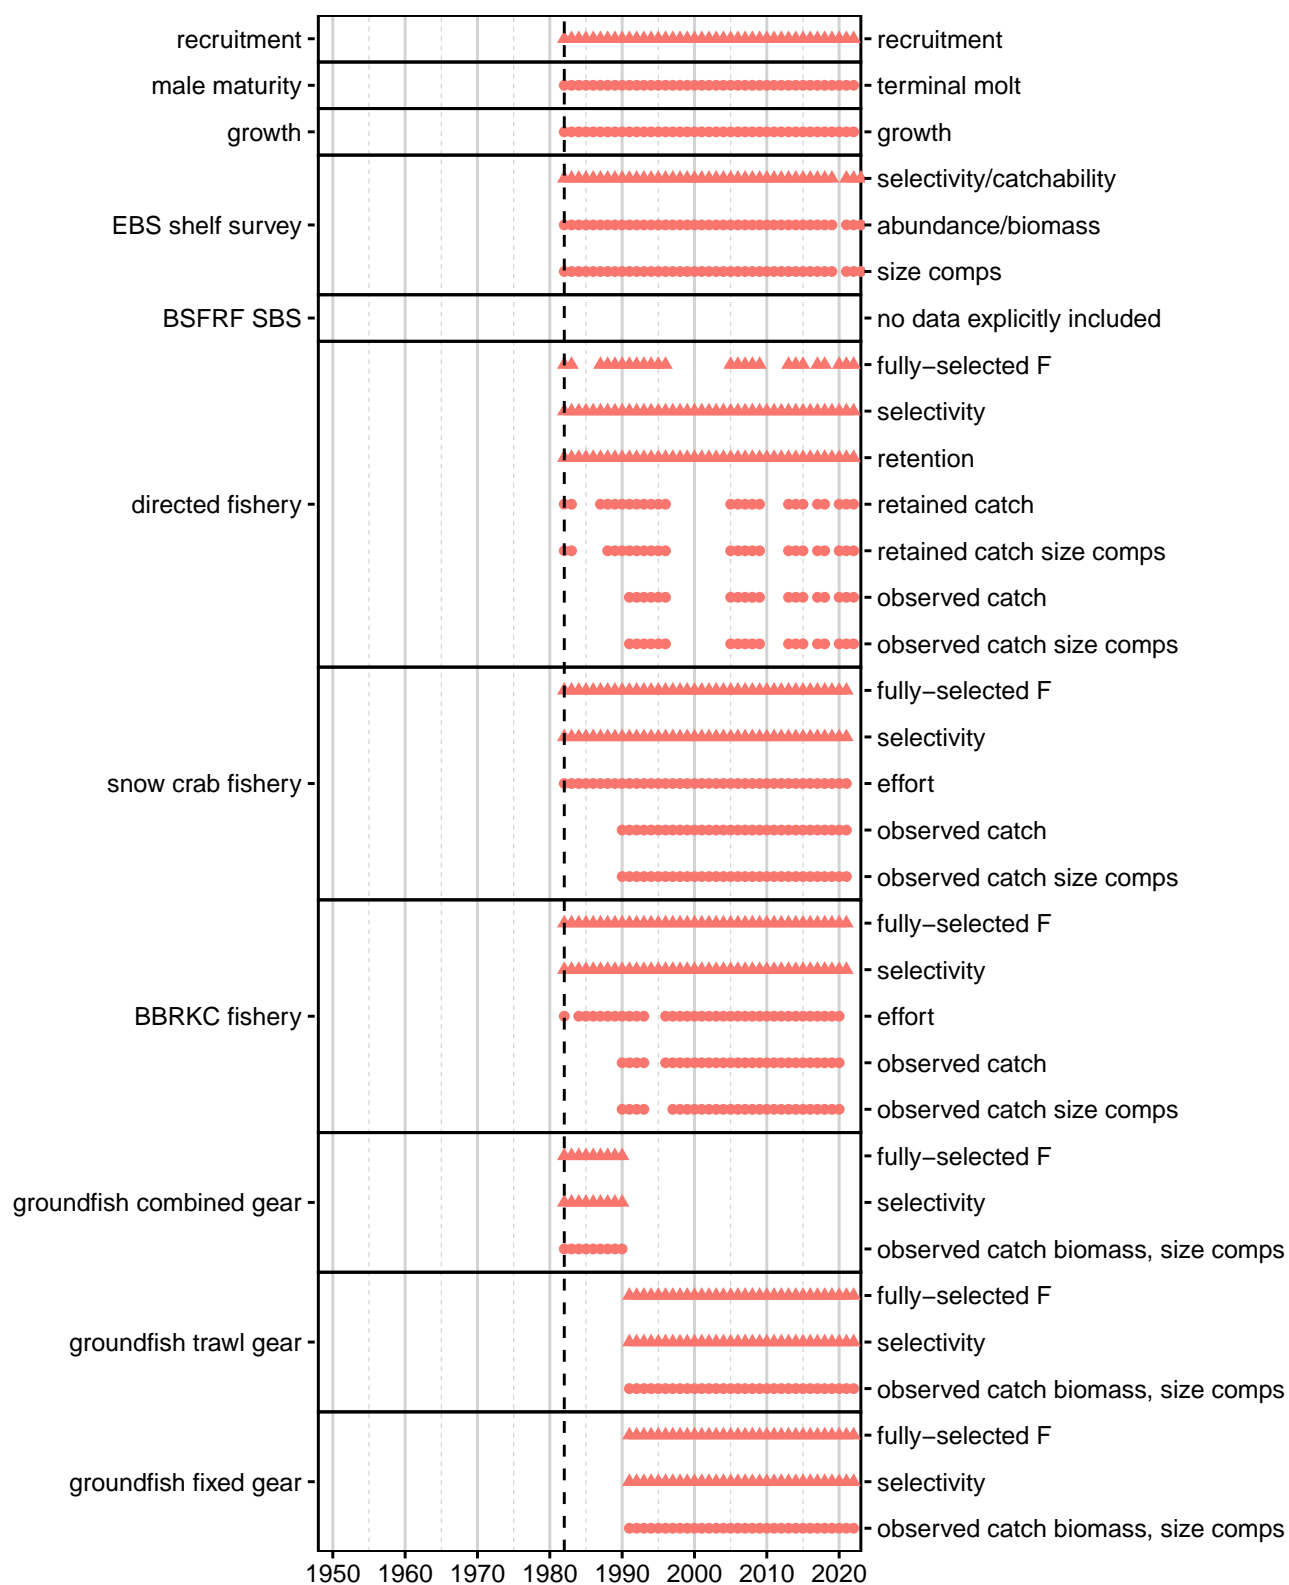 recruitment
recruitment
male maturity
terminal molt
growth
growth
selectivity/catchability
EBS shelf survey
abundance/biomass
size comps
BSFRF SBS
no data explicitly included
fully−selected F
selectivity
retention
directed fishery
retained catch
retained catch size comps
observed catch
observed catch size comps
fully−selected F
selectivity
snow crab fishery
effort
observed catch
observed catch size comps
fully−selected F
selectivity
BBRKC fishery
effort
observed catch
observed catch size comps
fully−selected F
groundfish combined gear
selectivity
observed catch biomass, size comps
fully−selected F
groundfish trawl gear
selectivity
observed catch biomass, size comps
fully−selected F
groundfish fixed gear
selectivity
observed catch biomass, size comps
1950 1960 1970 1980 1990 2000 2010 2020